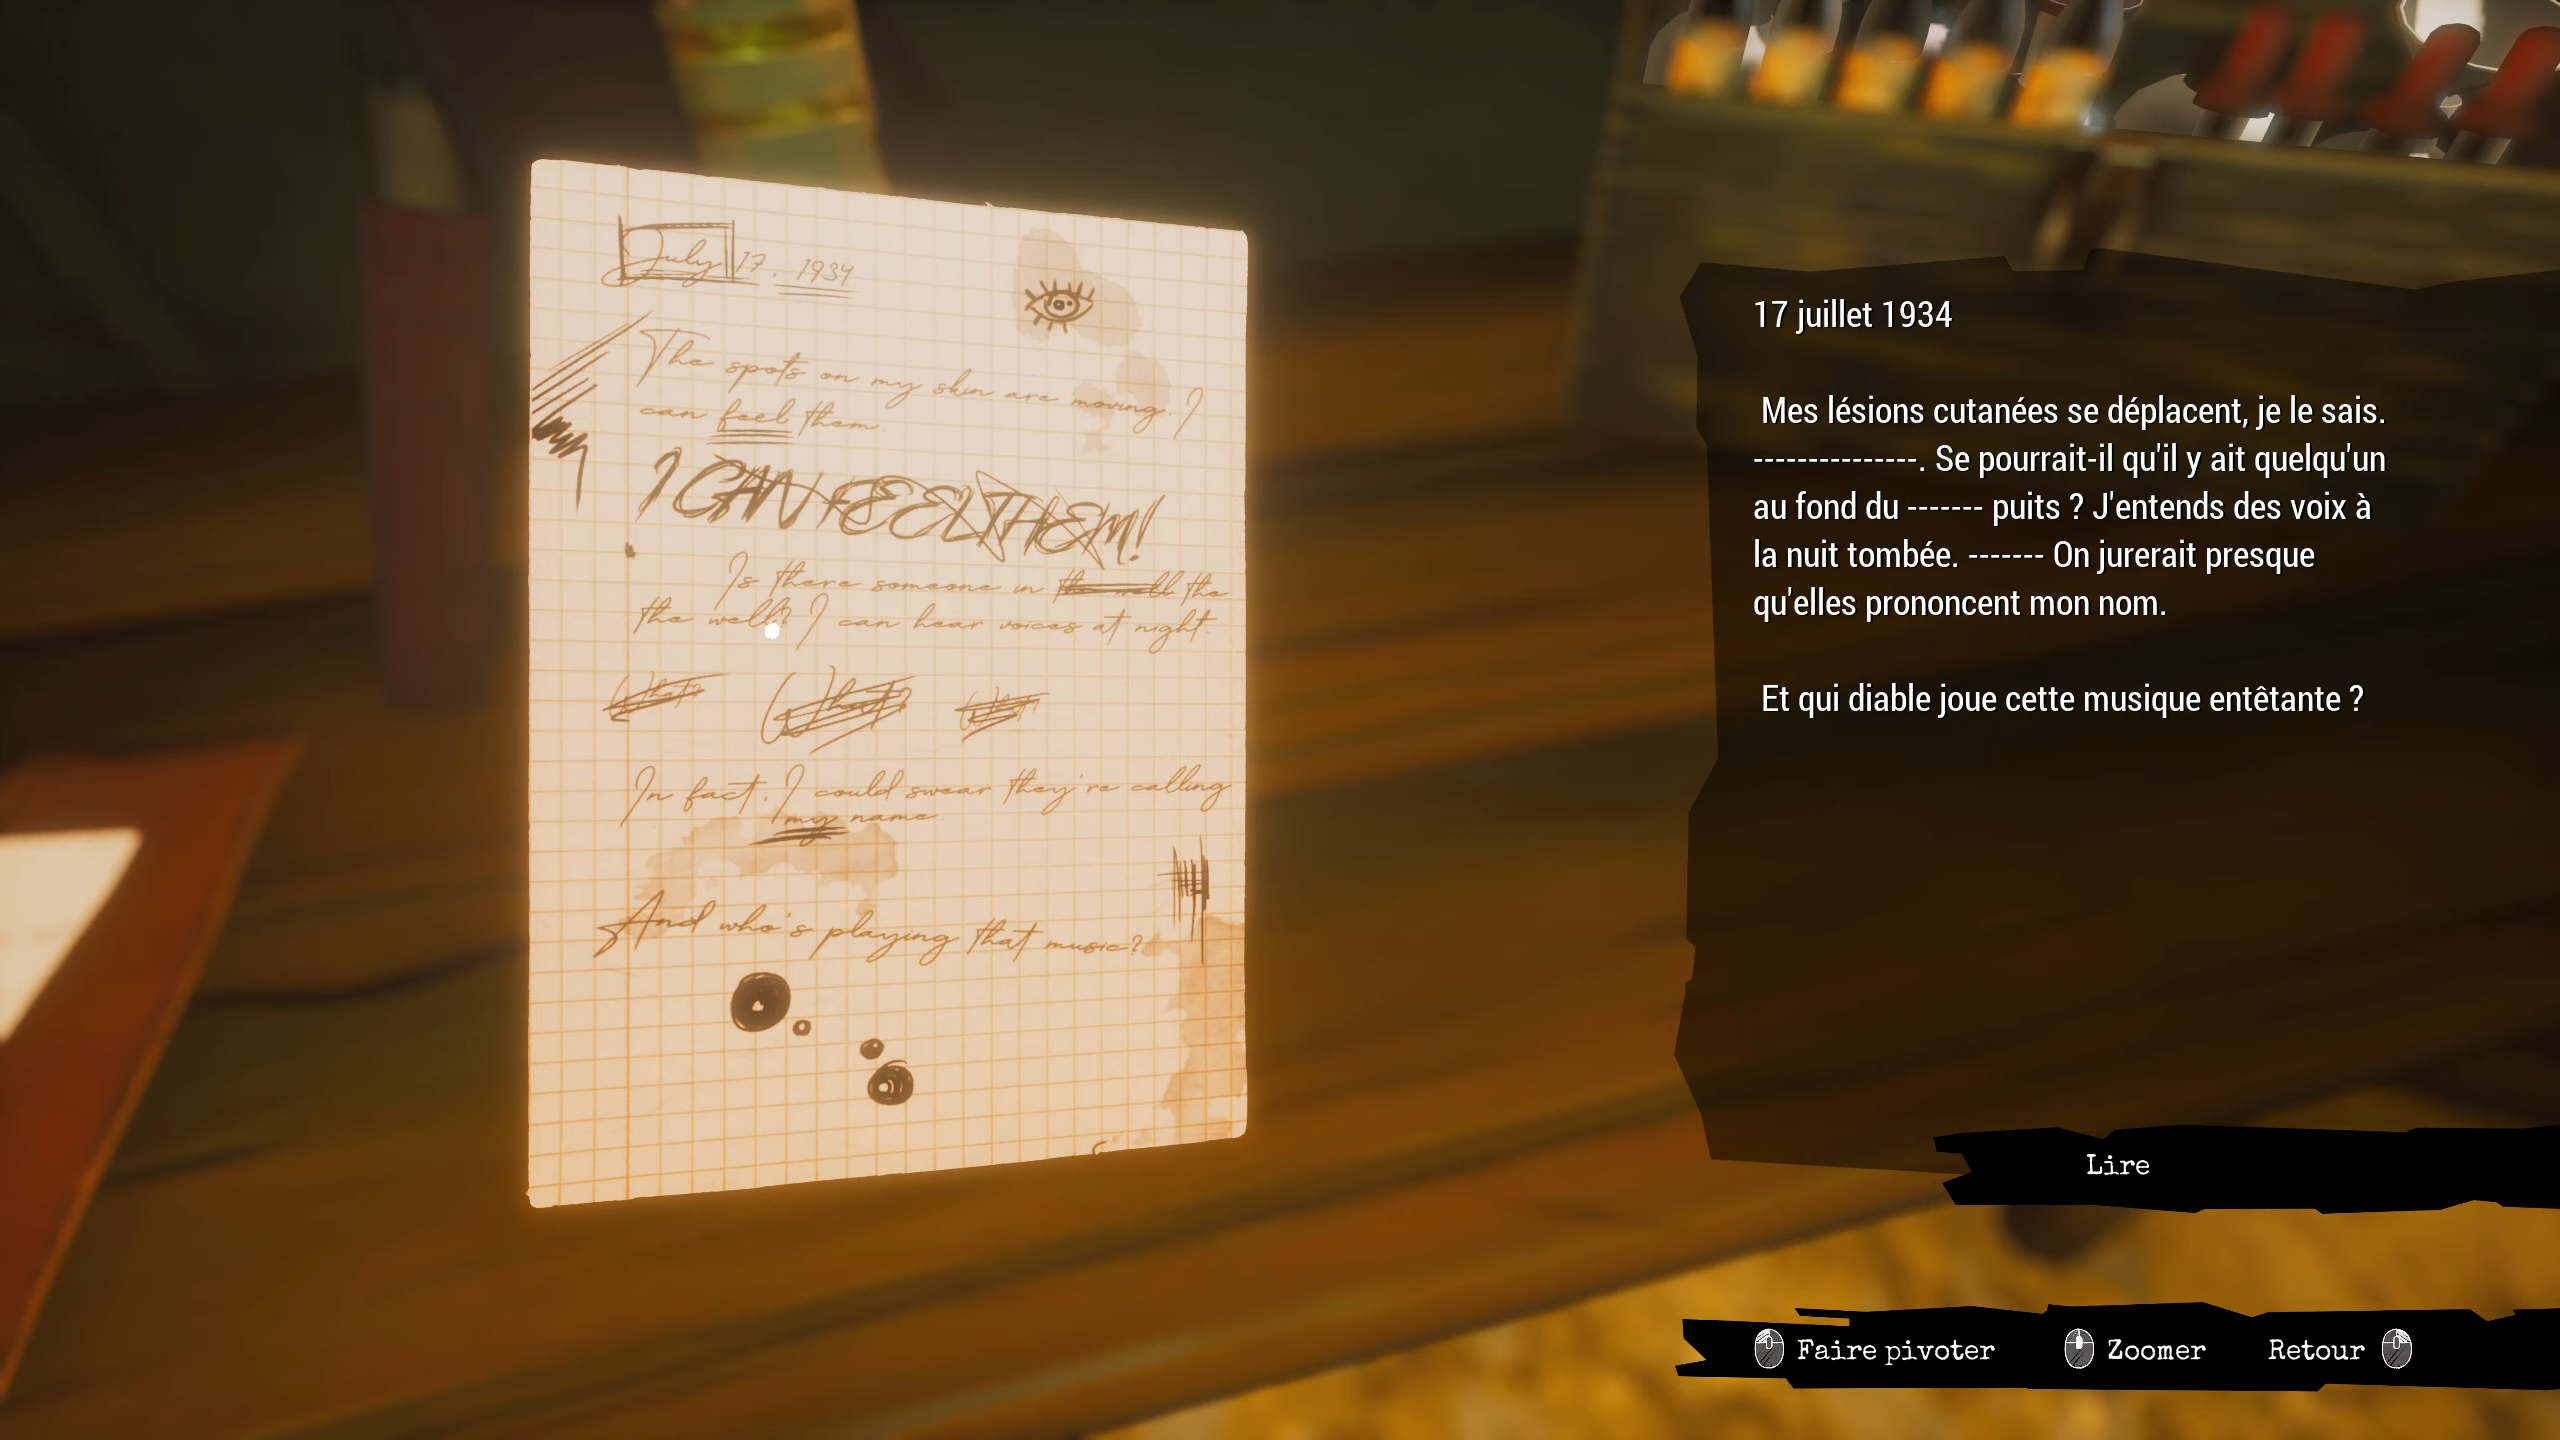 July 17, 1934
The spots on my skin are moving. I
can feel them.
I CAN FEEL THEM!
Is there someone in the well the
the well? I can hear voices at night.
What? What? What?
In fact, I could swear they're calling
my name.
And who's playing that music?
17 juillet 1934
Mes lésions cutanées se déplacent, je le sais.
---------------. Se pourrait-il qu'il y ait quelqu'un
au fond du ------- puits ? J'entends des voix à
la nuit tombée. ------- On jurerait presque
qu'elles prononcent mon nom.
Et qui diable joue cette musique entêtante ?
Lire
Faire pivoter
Zoomer
Retour